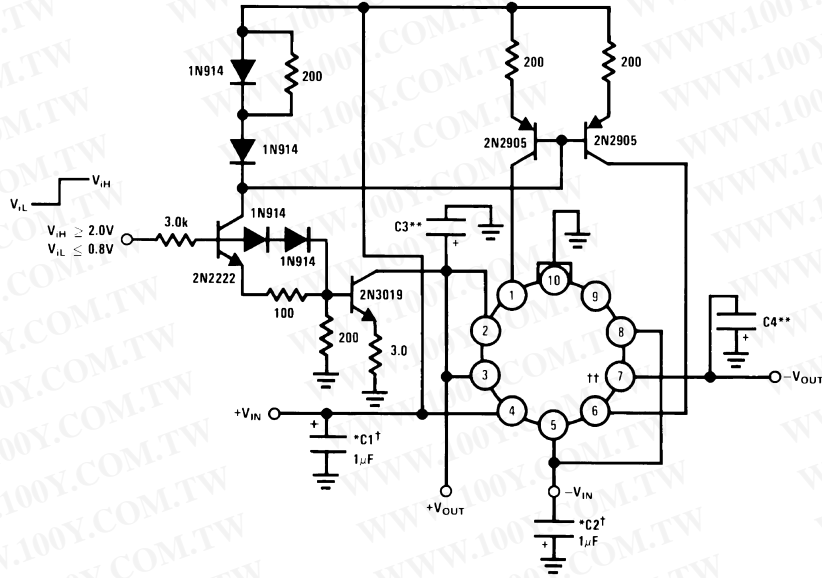 1N914
200
200
200
1N914
2N2905
2N2905
ViL
ViH
ViH ≥ 2.0V
ViL ≤ 0.8V
3.0k
1N914
1N914
2N2222
C3**
+
2N3019
100
200
3.0
10
1
9
2
8
3
7
4
6
5
††
C4**
+
−VOUT
+VIN
+
*C1†
1μF
+VOUT
−VIN
*C2†
1μF
+
WWW.100Y.COM.TW